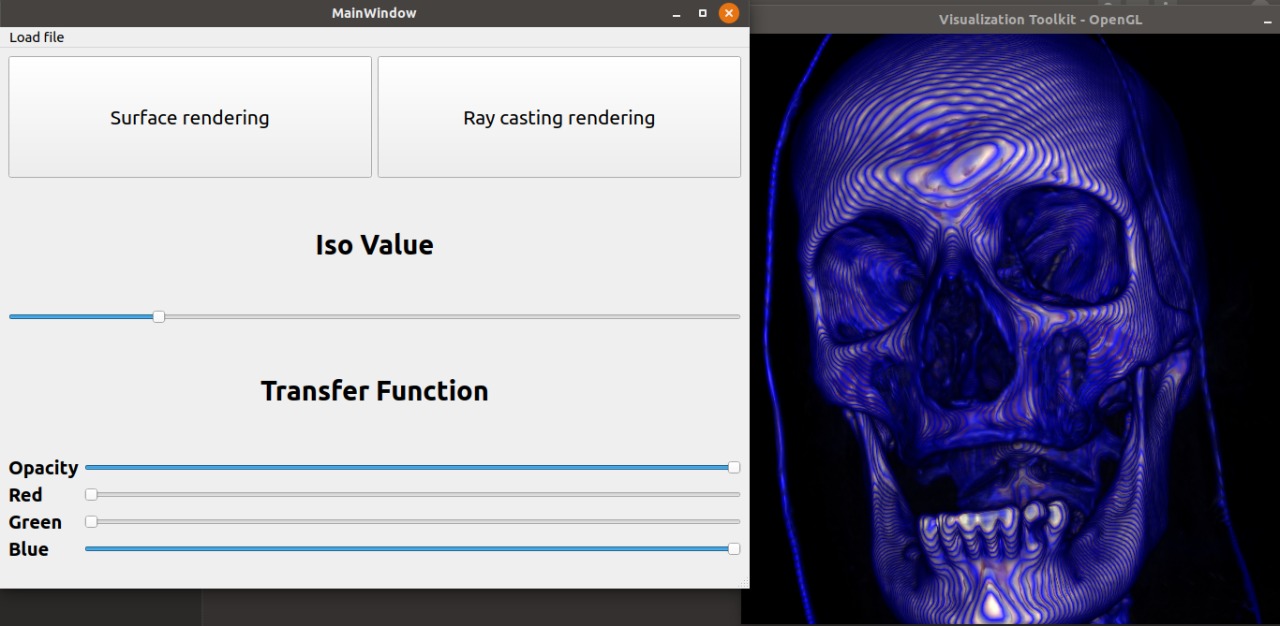 MainWindow
Visualization Toolkit - OpenGL
Load file
Surface rendering
Ray casting rendering
Iso Value
Transfer Function
Opacity
Red
Green
Blue